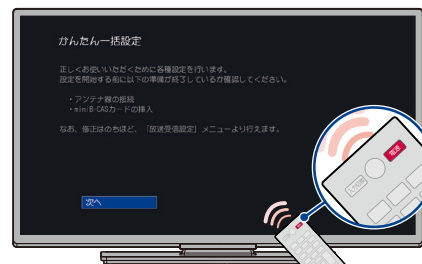 かんたん一括設定
正しくお使いいただくために各種設定を行います。
設定を開始する前に以下の準備が終了しているか確認してください。
・アンテナ線の接続
・miniB-CASカードの挿入
なお、修正はのちほど、「放送受信設定」メニューより行えます。
次へ
電源
入力切換